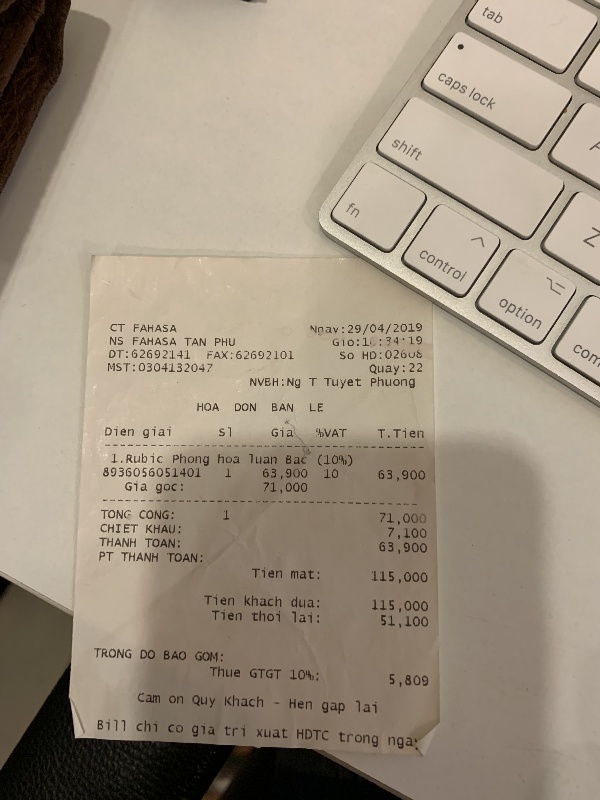 tab
caps lock
shift
A
fn
control
option
Z
com
CT FAHASA
Ngay:29/04/2019
NS FAHASA TAN PHU
DT:62692141 FAX:62692101
So HD:02608
MST:0304132047
Quay:22
NVBH:Ng T Tuyet Phuong
HOA DON BAN LE
Dien giai Sl Gia %VAT T.Tien
1.Rubic Phong hoa luan Bac (10%)
8936056051401 1 63,900 10 63,900
Gia goc: 71,000
TONG CONG: 1 71,000
CHIET KHAU: 7,100
THANH TOAN: 63,900
PT THANH TOAN:
Tien mat: 115,000
Tien khach dua: 115,000
Tien thoi lai: 51,100
TRONG DO BAO GOM:
Thue GTGT 10%: 5,809
Cam on Quy Khach - Hen gap lai
Bill chi co gia tri xuat HDTC trong nga